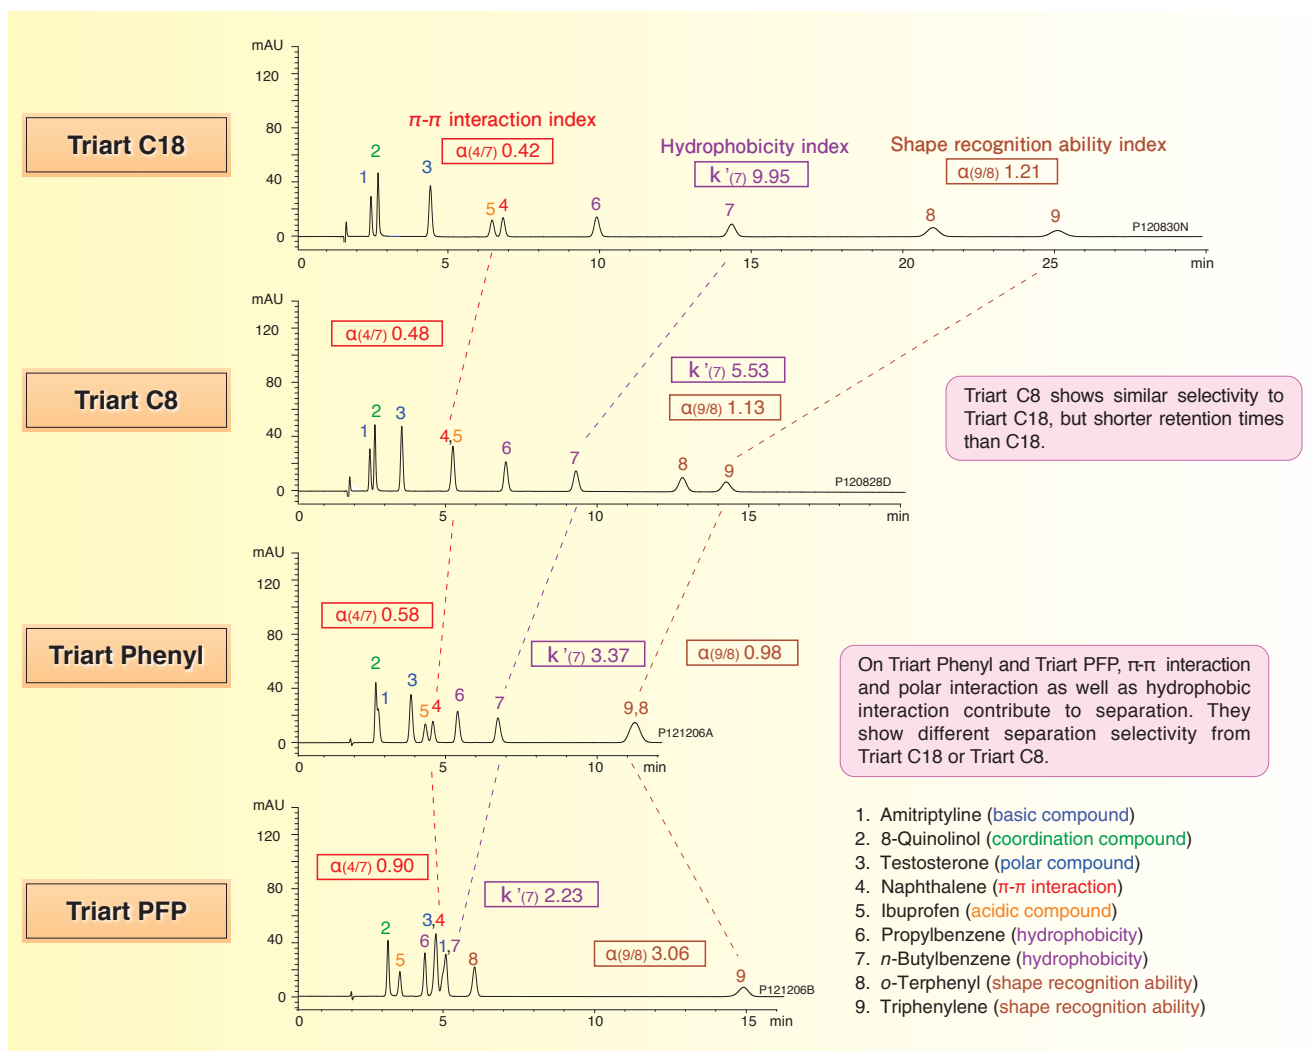 Triart C18
mAU
120
80
40
0
1
2
3
π-π interaction index
α(4/7) 0.42
5
4
6
Hydrophobicity index
k'(7) 9.95
7
Shape recognition ability index
α(9/8) 1.21
8
9
P120830N
0 5 10 15 20 25 min
Triart C8
mAU
120
80
40
0
α(4/7) 0.48
1
2
3
4,5
6
7
k'(7) 5.53
α(9/8) 1.13
8
9
P120828D
0 5 10 15 min
Triart C8 shows similar selectivity to
Triart C18, but shorter retention times
than C18.
Triart Phenyl
mAU
120
80
40
0
α(4/7) 0.58
2
1
3
5
4
6
7
k'(7) 3.37
α(9/8) 0.98
9,8
P121206A
0 5 10 min
On Triart Phenyl and Triart PFP, π-π interaction
and polar interaction as well as hydrophobic
interaction contribute to separation. They
show different separation selectivity from
Triart C18 or Triart C8.
Triart PFP
mAU
120
80
40
0
α(4/7) 0.90
2
5
6
3,4
1,7
8
k'(7) 2.23
α(9/8) 3.06
9
P121206B
0 5 10 15 min
1. Amitriptyline (basic compound)
2. 8-Quinolinol (coordination compound)
3. Testosterone (polar compound)
4. Naphthalene (π-π interaction)
5. Ibuprofen (acidic compound)
6. Propylbenzene (hydrophobicity)
7. n-Butylbenzene (hydrophobicity)
8. o-Terphenyl (shape recognition ability)
9. Triphenylene (shape recognition ability)